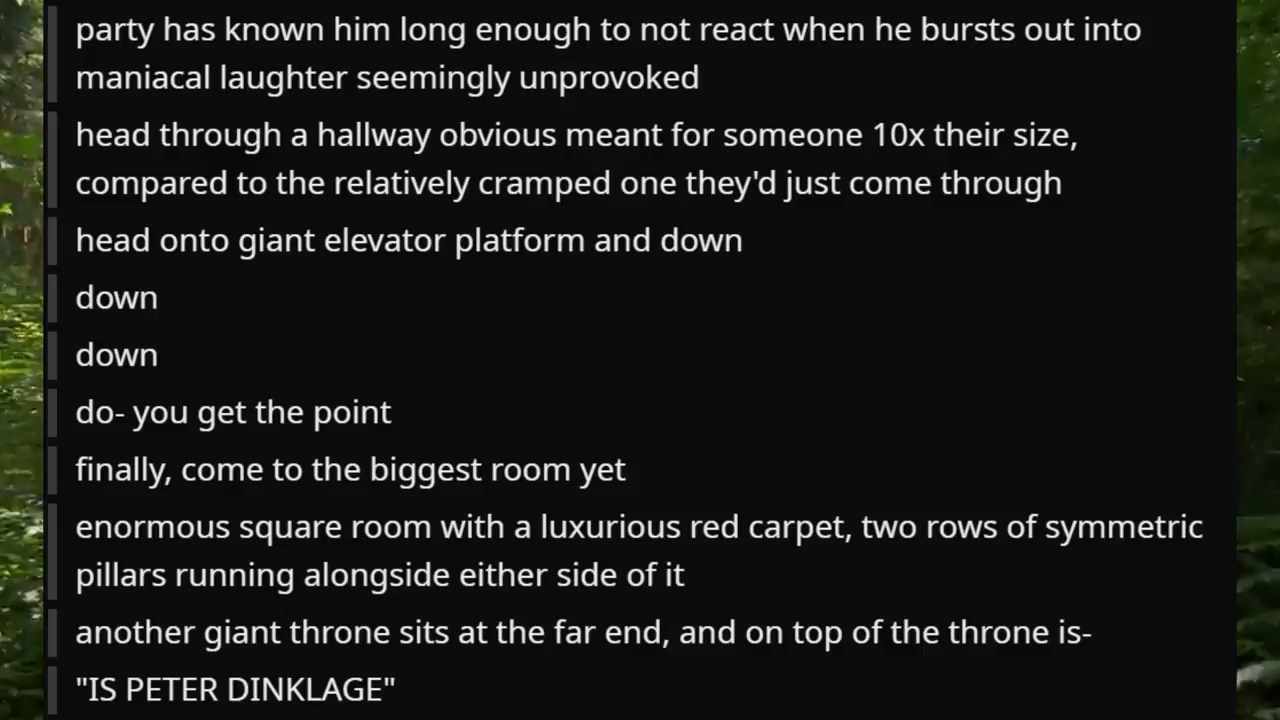 party has known him long enough to not react when he bursts out into
maniacal laughter seemingly unprovoked
head through a hallway obvious meant for someone 10x their size,
compared to the relatively cramped one they'd just come through
head onto giant elevator platform and down
down
down
do- you get the point
finally, come to the biggest room yet
enormous square room with a luxurious red carpet, two rows of symmetric
pillars running alongside either side of it
another giant throne sits at the far end, and on top of the throne is-
"IS PETER DINKLAGE"